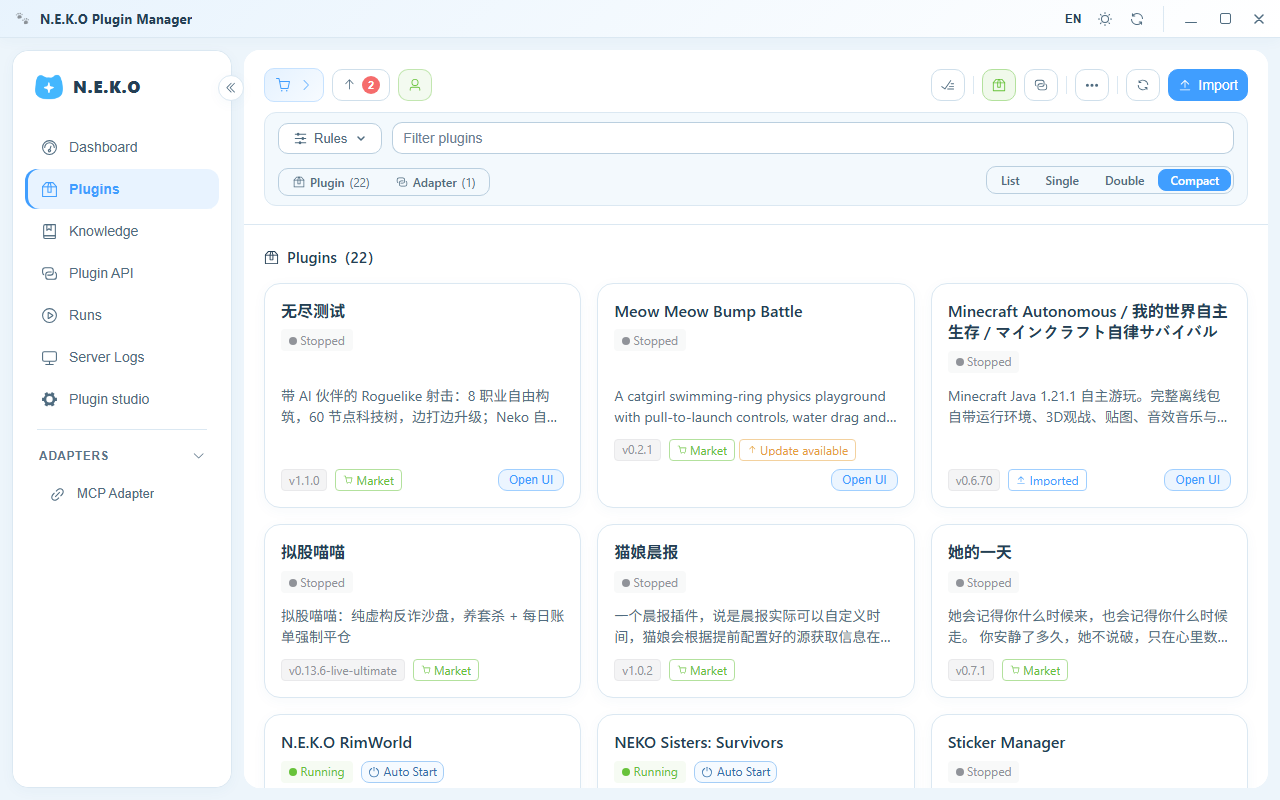 N.E.K.O Plugin Manager
EN
N.E.K.O
2
Import
Dashboard
Plugins
Knowledge
Plugin API
Runs
Server Logs
Plugin studio
ADAPTERS
MCP Adapter
Rules
Filter plugins
Plugin (22)
Adapter (1)
List
Single
Double
Compact
Plugins (22)
无尽测试
Stopped
带 AI 伙伴的 Roguelike 射击：8 职业自由构
筑，60 节点科技树，边打边升级；Neko 自...
v1.1.0
Market
Open UI
Meow Meow Bump Battle
Stopped
A catgirl swimming-ring physics playground
with pull-to-launch controls, water drag and...
v0.2.1
Market
Update available
Open UI
Minecraft Autonomous / 我的世界自主
生存 / マインクラフト自律サバイバル
Stopped
Minecraft Java 1.21.1 自主游玩。完整离线包
自带运行环境、3D观战、贴图、音效音乐与...
v0.6.70
Imported
Open UI
拟股喵喵
Stopped
拟股喵喵：纯虚构反诈沙盘，养套杀 + 每日账
单强制平仓
v0.13.6-live-ultimate
Market
猫娘晨报
Stopped
一个晨报插件，说是晨报实际可以自定义时
间，猫娘会根据提前配置好的源获取信息在...
v1.0.2
Market
她的一天
Stopped
她会记得你什么时候来，也会记得你什么时候
走。 你安静了多久，她不说破，只在心里数...
v0.7.1
Market
N.E.K.O RimWorld
Running
Auto Start
NEKO Sisters: Survivors
Running
Auto Start
Sticker Manager
Stopped